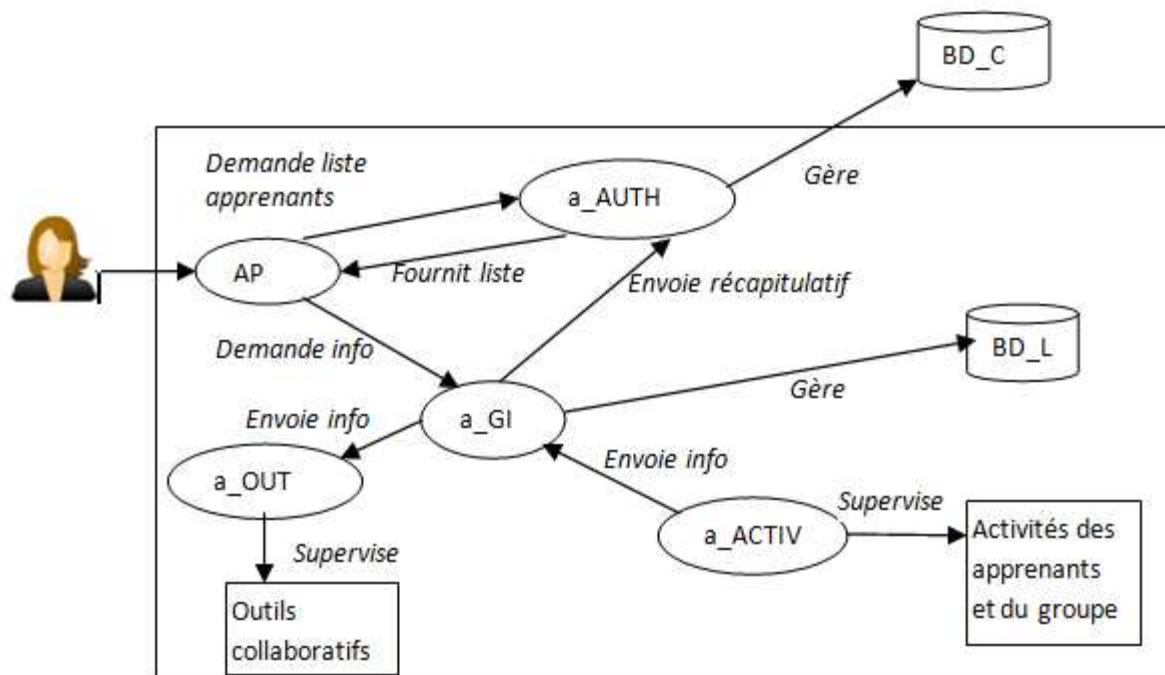 BD_C
Demande liste
apprenants
a_AUTH
Gère
AP
Fournit liste
Envoie récapitulatif
Demande info
BD_L
Gère
Envoie info
a_GI
Envoie info
a_OUT
Supervise
a_ACTIV
Activités des
apprenants
et du groupe
Supervise
Outils
collaboratifs